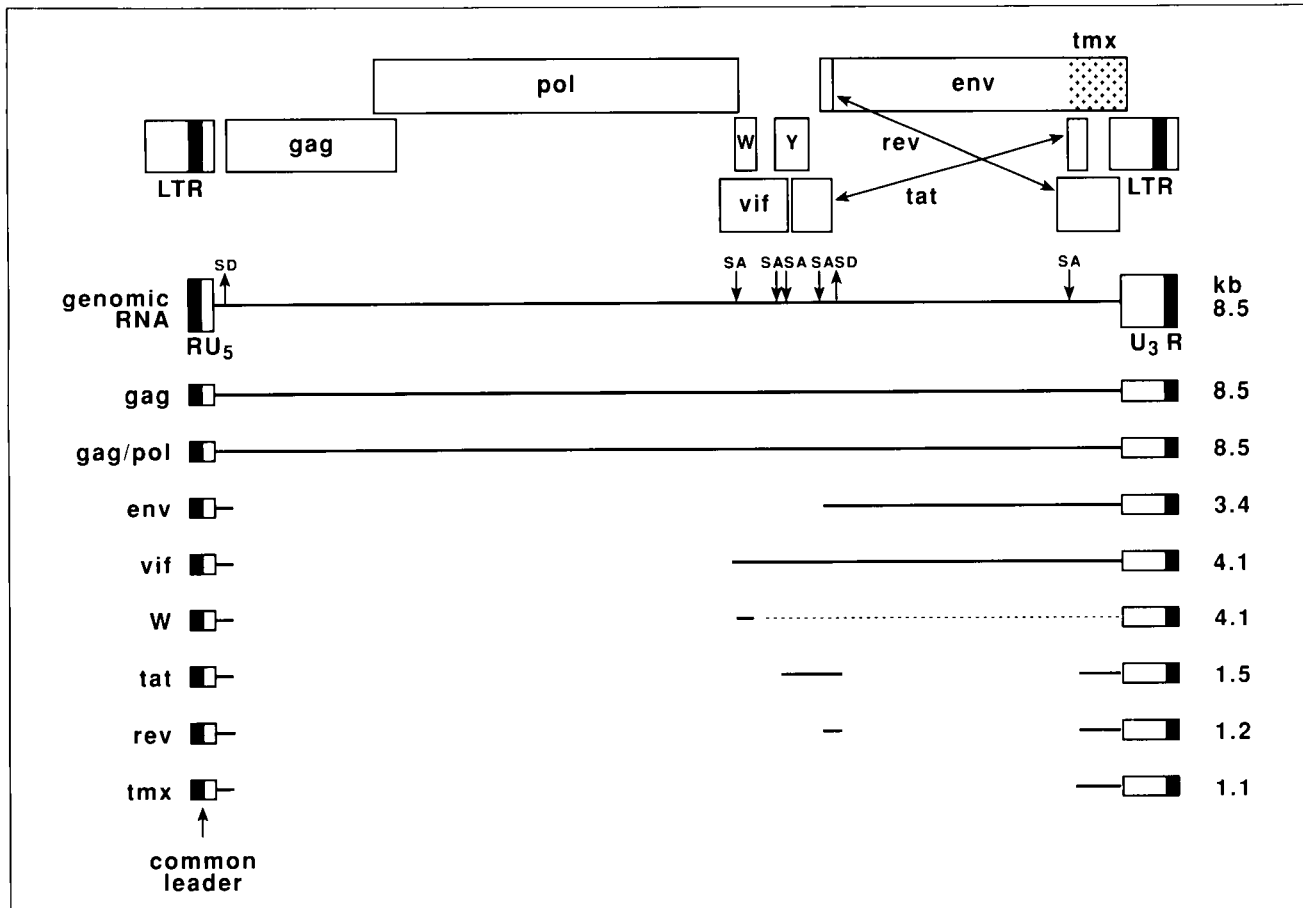 tmx
pol
env
W
Y
gag
rev
LTR
LTR
vif
tat
SD
SA
SA
SA
SA
SD
SA
genomic
RNA
kb
8.5
RU5
U3 R
gag
8.5
gag/pol
8.5
env
3.4
vif
4.1
W
4.1
tat
1.5
rev
1.2
tmx
1.1
common
leader